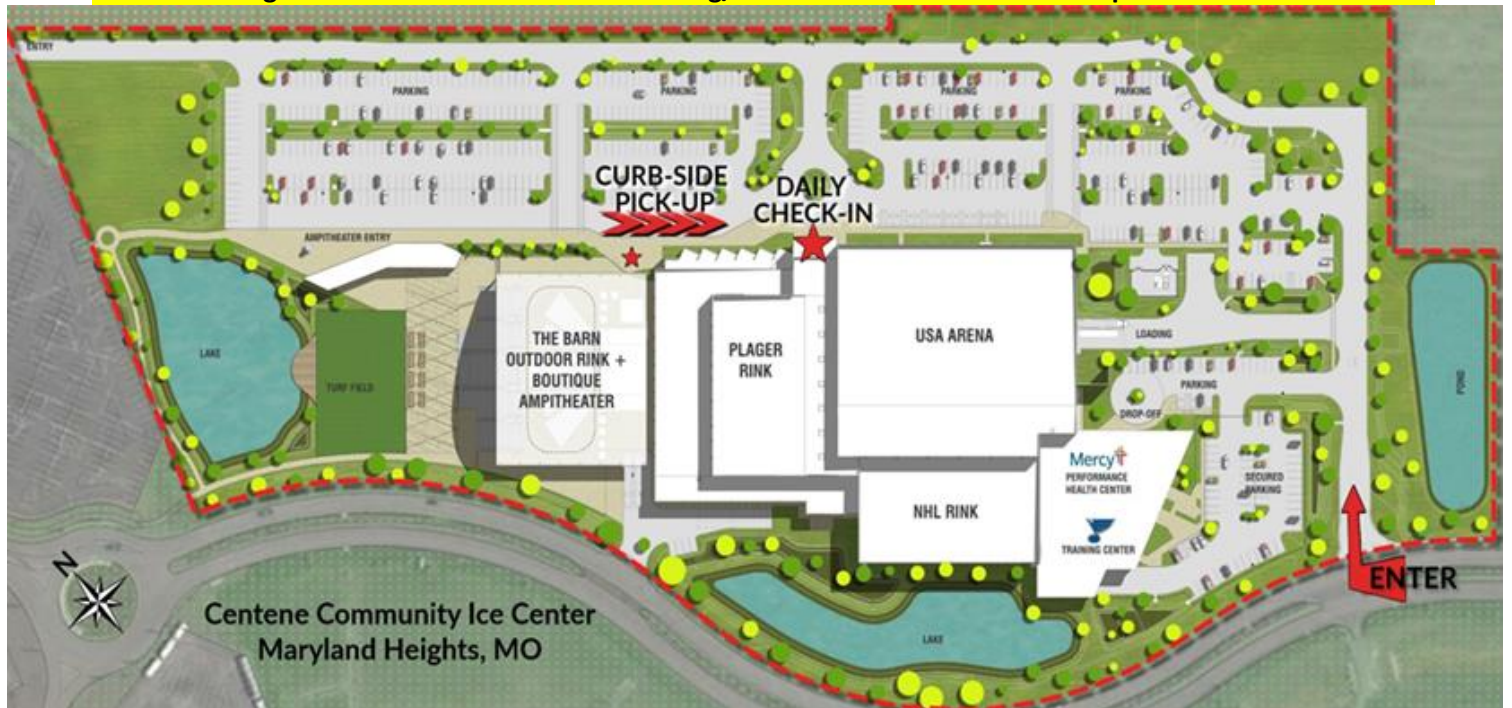 ENTRY
PARKING
PARKING
PARKING
PARKING
CURB-SIDE
PICK-UP
DAILY
CHECK-IN
AMPITHEATER ENTRY
LAKE
TURF FIELD
THE BARN
OUTDOOR RINK +
BOUTIQUE
AMPITHEATER
PLAGER
RINK
USA ARENA
LOADING
PARKING
DROP-OFF
POND
Mercy
PERFORMANCE
HEALTH CENTER
SECURED
PARKING
NHL RINK
TRAINING CENTER
ENTER
N
Centene Community Ice Center
Maryland Heights, MO
LAKE